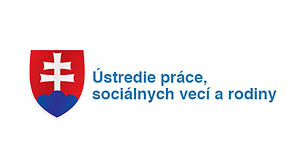 Ústredie práce,
sociálnych vecí a rodiny